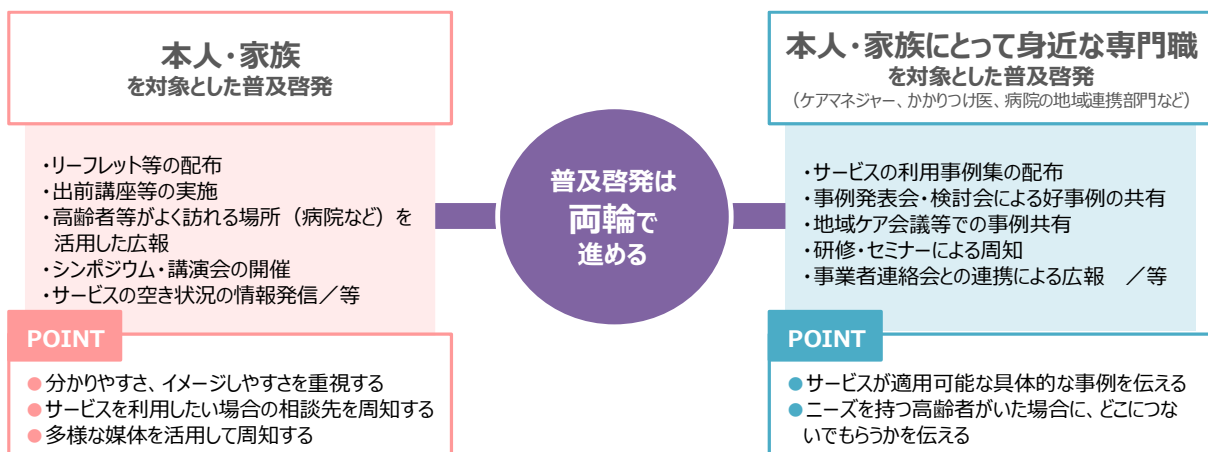 本人・家族
を対象とした普及啓発
・リーフレット等の配布
・出前講座等の実施
・高齢者等がよく訪れる場所（病院など）を
活用した広報
・シンポジウム・講演会の開催
・サービスの空き状況の情報発信／等
POINT
●分かりやすさ、イメージしやすさを重視する
●サービスを利用したい場合の相談先を周知する
●多様な媒体を活用して周知する
普及啓発は
両輪で
進める
本人・家族にとって身近な専門職
を対象とした普及啓発
（ケアマネジャー、かかりつけ医、病院の地域連携部門など）
・サービスの利用事例集の配布
・事例発表会・検討会による好事例の共有
・地域ケア会議等での事例共有
・研修・セミナーによる周知
・事業者連絡会との連携による広報　／等
POINT
●サービスが適用可能な具体的な事例を伝える
●ニーズを持つ高齢者がいた場合に、どこにつな
いでもらうかを伝える